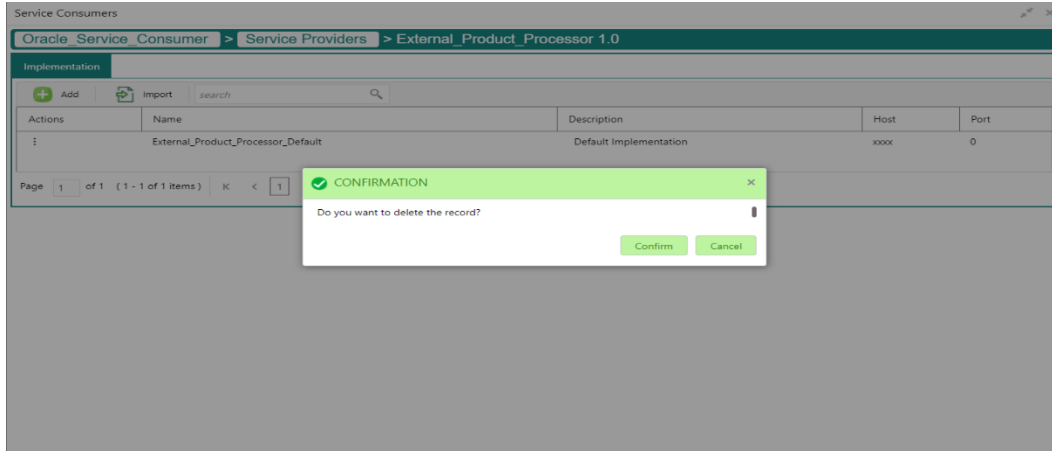 Service Consumers
Oracle_Service_Consumer > Service Providers > External_Product_Processor 1.0
Implementation
Add Import search
Actions Name Description Host Port
External_Product_Processor_Default Default Implementation xxxx 0
Page 1 of 1 (1 - 1 of 1 items) K < 1
CONFIRMATION ×
Do you want to delete the record?
Confirm Cancel